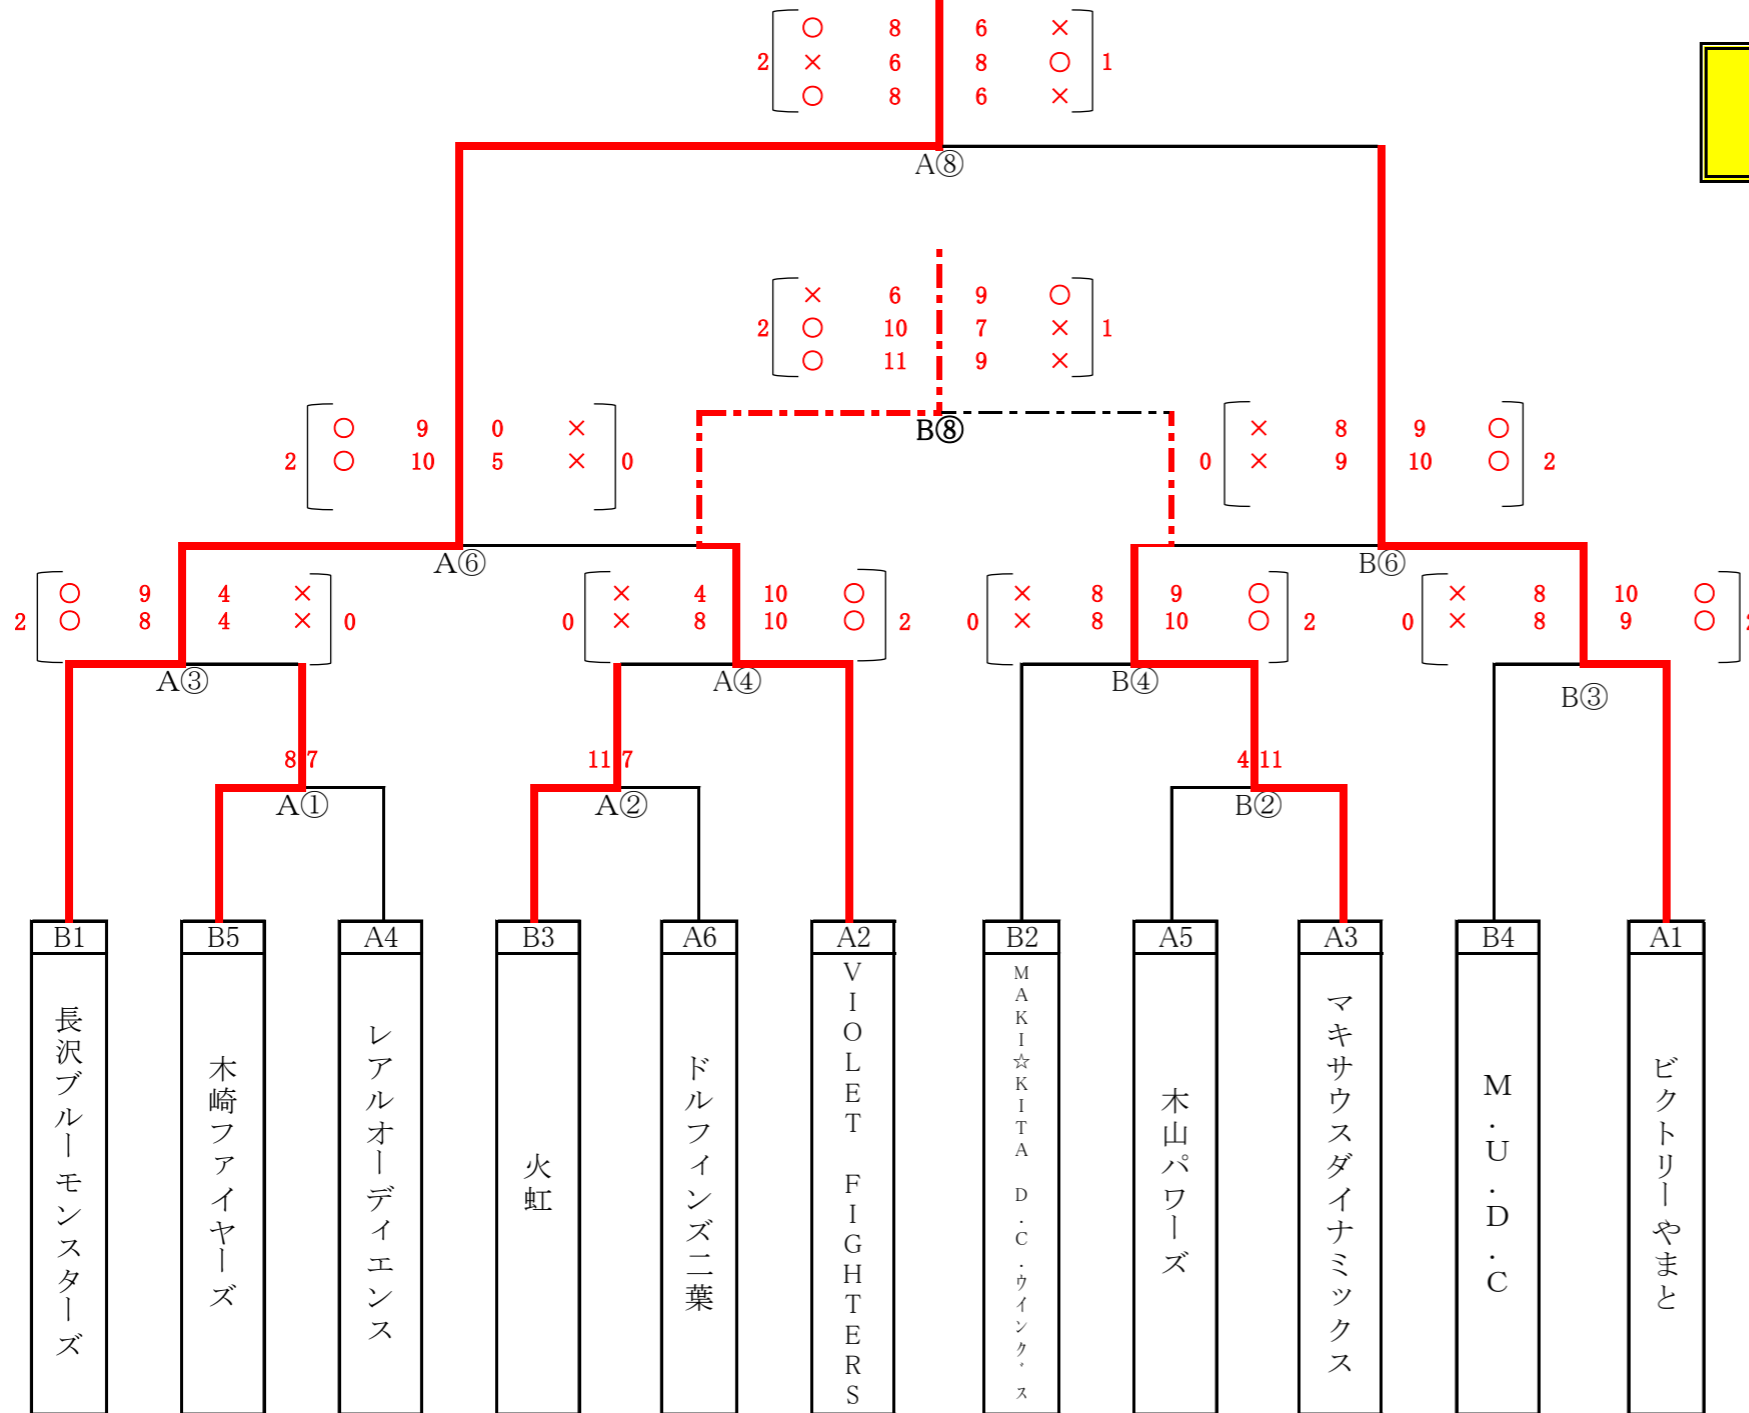 ○ 8 6 ×
2 × 6 8 ○ 1
○ 8 6 ×
A⑧
× 6 9 ○
2 ○ 10 7 × 1
○ 11 9 ×
B⑧
○ 9 0 ×
2 ○ 10 5 × 0
× 8 9 ○
0 × 9 10 ○ 2
A⑥
B⑥
○ 9 4 ×
2 ○ 8 4 × 0
× 4 10 ○
0 × 8 10 ○ 2
× 8 9 ○
0 × 8 10 ○ 2
× 8 10 ○
0 × 8 9 ○
A③
A④
B④
B③
8 7
11 7
4 11
A①
A②
B②
B1
B5
A4
B3
A6
A2
B2
A5
A3
B4
A1
長沢ブルーモンスターズ
木崎ファイヤーズ
レアルオーディエンス
火虹
ドルフィンズ二葉
VIOLET FIGHTERS
MAKI☆KITA D.C.ウインク゛ス
木山パワーズ
マキサウスダイナミックス
M.U.D.C
ビクトリーやまと